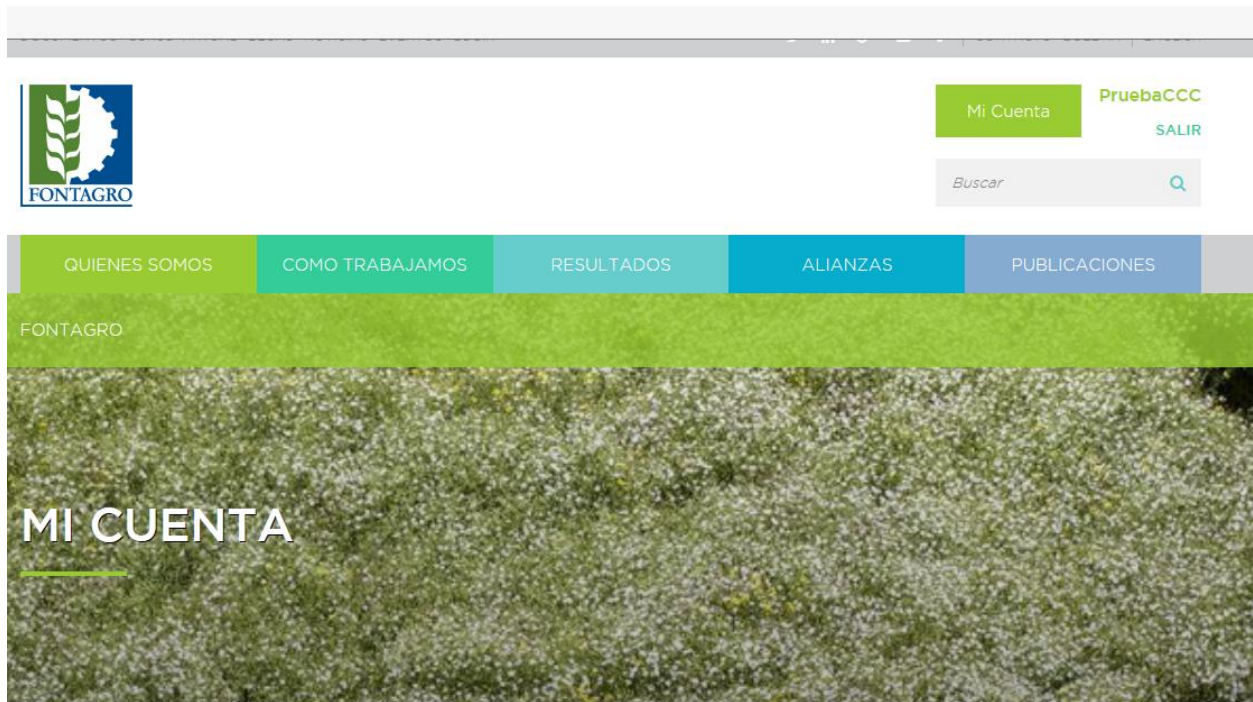 Mi Cuenta
PruebaCCC
SALIR
FONTAGRO
Buscar
QUIENES SOMOS
COMO TRABAJAMOS
RESULTADOS
ALIANZAS
PUBLICACIONES
FONTAGRO
MI CUENTA